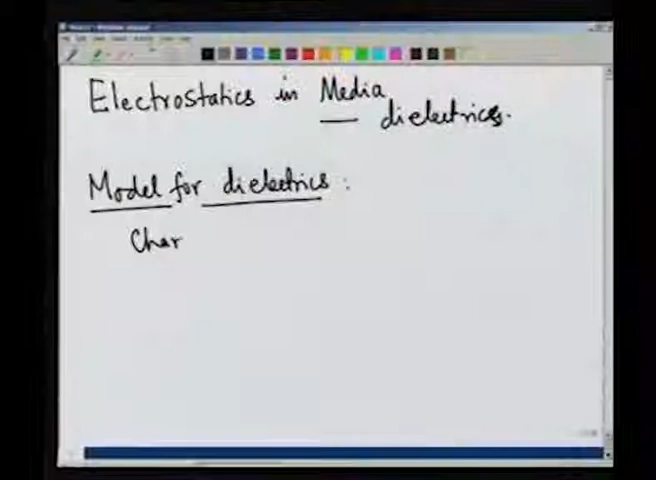 Electrostatics in Media
dielectrics.
Model for dielectrics :
Char